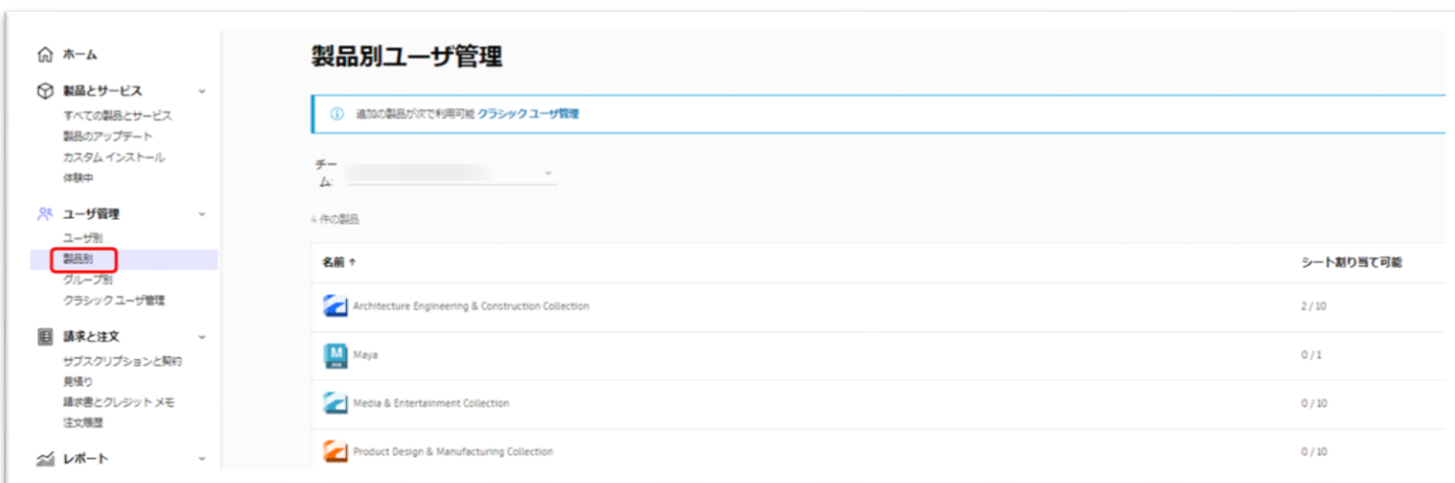 ホーム
製品とサービス
すべての製品とサービス
製品のアップデート
カスタム インストール
体験中
ユーザ管理
ユーザ別
製品別
グループ別
クラシック ユーザ管理
請求と注文
サブスクリプションと契約
見積り
請求書とクレジット メモ
注文履歴
レポート
製品別ユーザ管理
追加の製品が次で利用可能 クラシック ユーザ管理
チー
ム:
4 件の製品
名前 ↑ シート割り当て可能
Architecture Engineering & Construction Collection 2 / 10
M Maya 0 / 1
Media & Entertainment Collection 0 / 10
Product Design & Manufacturing Collection 0 / 10